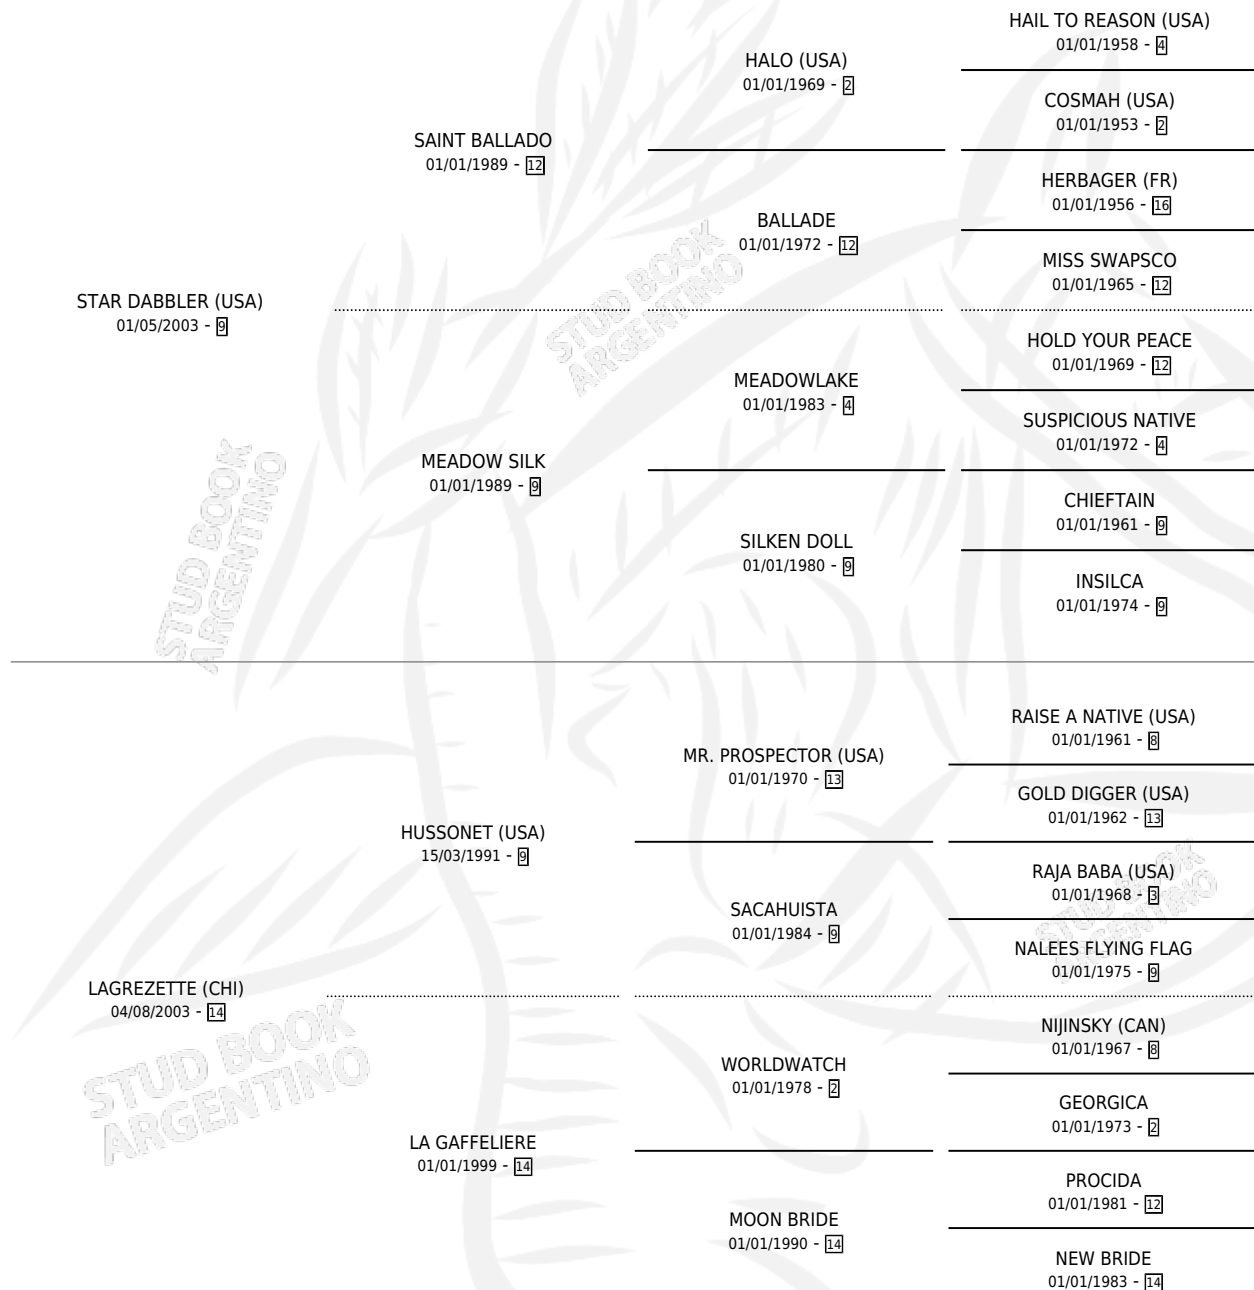 STAR DABBLER (USA)
01/05/2003 - 9
SAINT BALLADO
01/01/1989 - 12
MEADOW SILK
01/01/1989 - 9
HALO (USA)
01/01/1969 - 2
BALLADE
01/01/1972 - 12
MEADOWLAKE
01/01/1983 - 4
SILKEN DOLL
01/01/1980 - 9
HAIL TO REASON (USA)
01/01/1958 - 4
COSMAH (USA)
01/01/1953 - 2
HERBAGER (FR)
01/01/1956 - 16
MISS SWAPSCO
01/01/1965 - 12
HOLD YOUR PEACE
01/01/1969 - 12
SUSPICIOUS NATIVE
01/01/1972 - 4
CHIEFTAIN
01/01/1961 - 9
INSILCA
01/01/1974 - 9
STUD BOOK
ARGENTINO
STUD BOOK
ARGENTINO
LAGREZETTE (CHI)
04/08/2003 - 14
HUSSONET (USA)
15/03/1991 - 9
LA GAFFELIERE
01/01/1999 - 14
MR. PROSPECTOR (USA)
01/01/1970 - 13
SACAHUISTA
01/01/1984 - 9
WORLDWATCH
01/01/1978 - 2
MOON BRIDE
01/01/1990 - 14
RAISE A NATIVE (USA)
01/01/1961 - 8
GOLD DIGGER (USA)
01/01/1962 - 13
RAJA BABA (USA)
01/01/1968 - 3
NALEES FLYING FLAG
01/01/1975 - 9
NIJINSKY (CAN)
01/01/1967 - 8
GEORGICA
01/01/1973 - 2
PROCIDA
01/01/1981 - 12
NEW BRIDE
01/01/1983 - 14
STUD BOOK
ARGENTINO
STUD BOOK
ARGENTINO